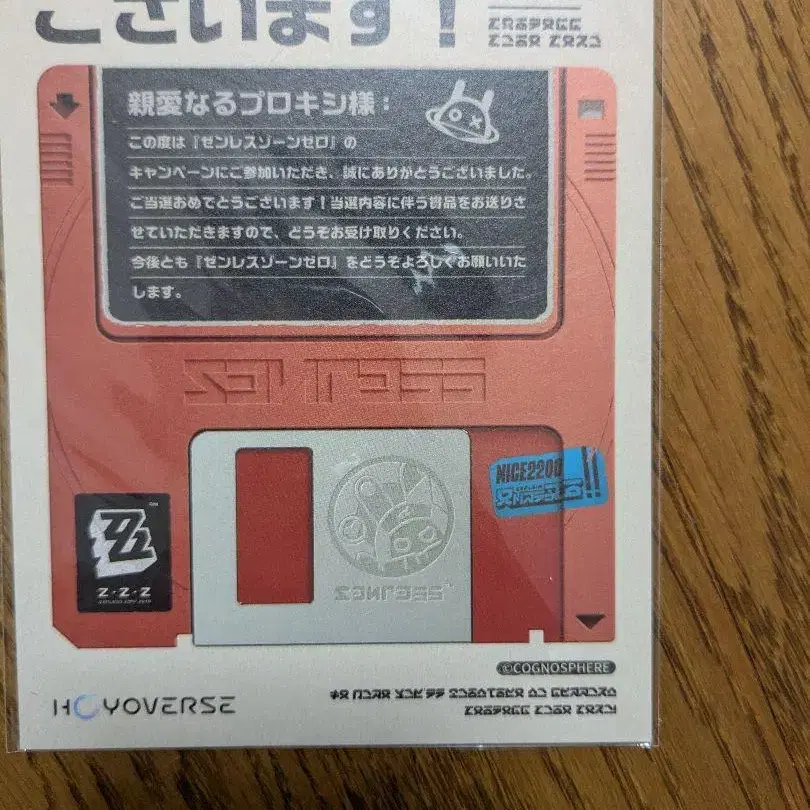 ございます！
親愛なるプロキシ様：
この度は『ゼンレスゾーンゼロ』の
キャンペーンにご参加いただき、誠にありがとうございました。
ご当選おめでとうございます！当選内容に伴う賞品をお送りさ
せていただきますので、どうぞお受け取りください。
今後とも『ゼンレスゾーンゼロ』をどうぞよろしくお願いいた
します。
NICE2200
Z·Z·Z
©COGNOSPHERE
HOYOVERSE